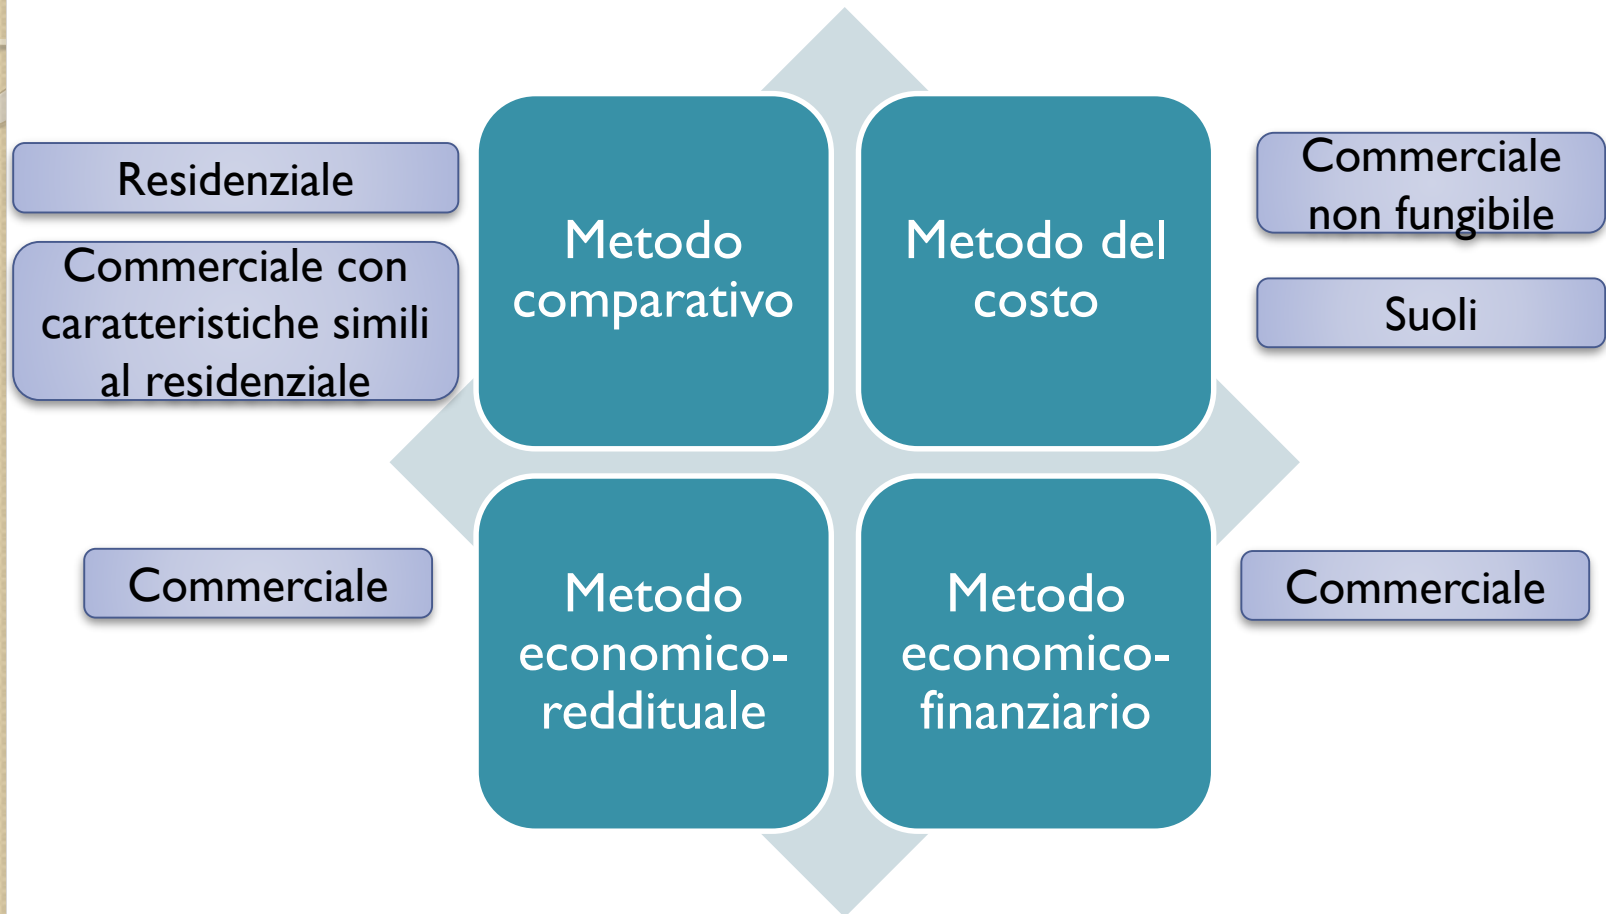 Residenziale
Commerciale con
caratteristiche simili
al residenziale
Metodo
comparativo
Metodo del
costo
Commerciale
non fungibile
Suoli
Commerciale
Metodo
economico-
reddituale
Metodo
economico-
finanziario
Commerciale